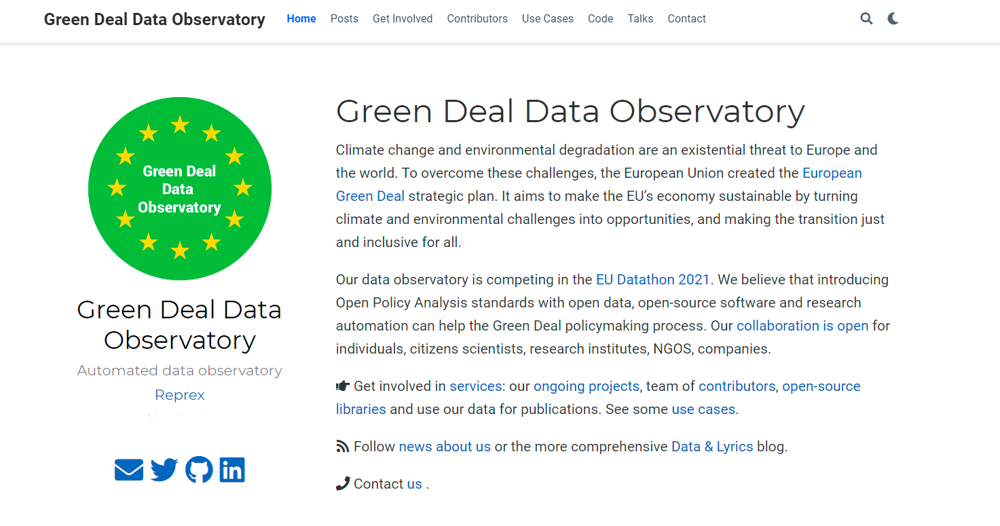 Green Deal Data Observatory
Home Posts Get Involved Contributors Use Cases Code Talks Contact
Green Deal
Data
Observatory
Green Deal Data
Observatory
Automated data observatory
Reprex
Green Deal Data Observatory
Climate change and environmental degradation are an existential threat to Europe and
the world. To overcome these challenges, the European Union created the European
Green Deal strategic plan. It aims to make the EU’s economy sustainable by turning
climate and environmental challenges into opportunities, and making the transition just
and inclusive for all.
Our data observatory is competing in the EU Datathon 2021. We believe that introducing
Open Policy Analysis standards with open data, open-source software and research
automation can help the Green Deal policymaking process. Our collaboration is open for
individuals, citizens scientists, research institutes, NGOS, companies.
Get involved in services: our ongoing projects, team of contributors, open-source
libraries and use our data for publications. See some use cases.
Follow news about us or the more comprehensive Data & Lyrics blog.
Contact us .